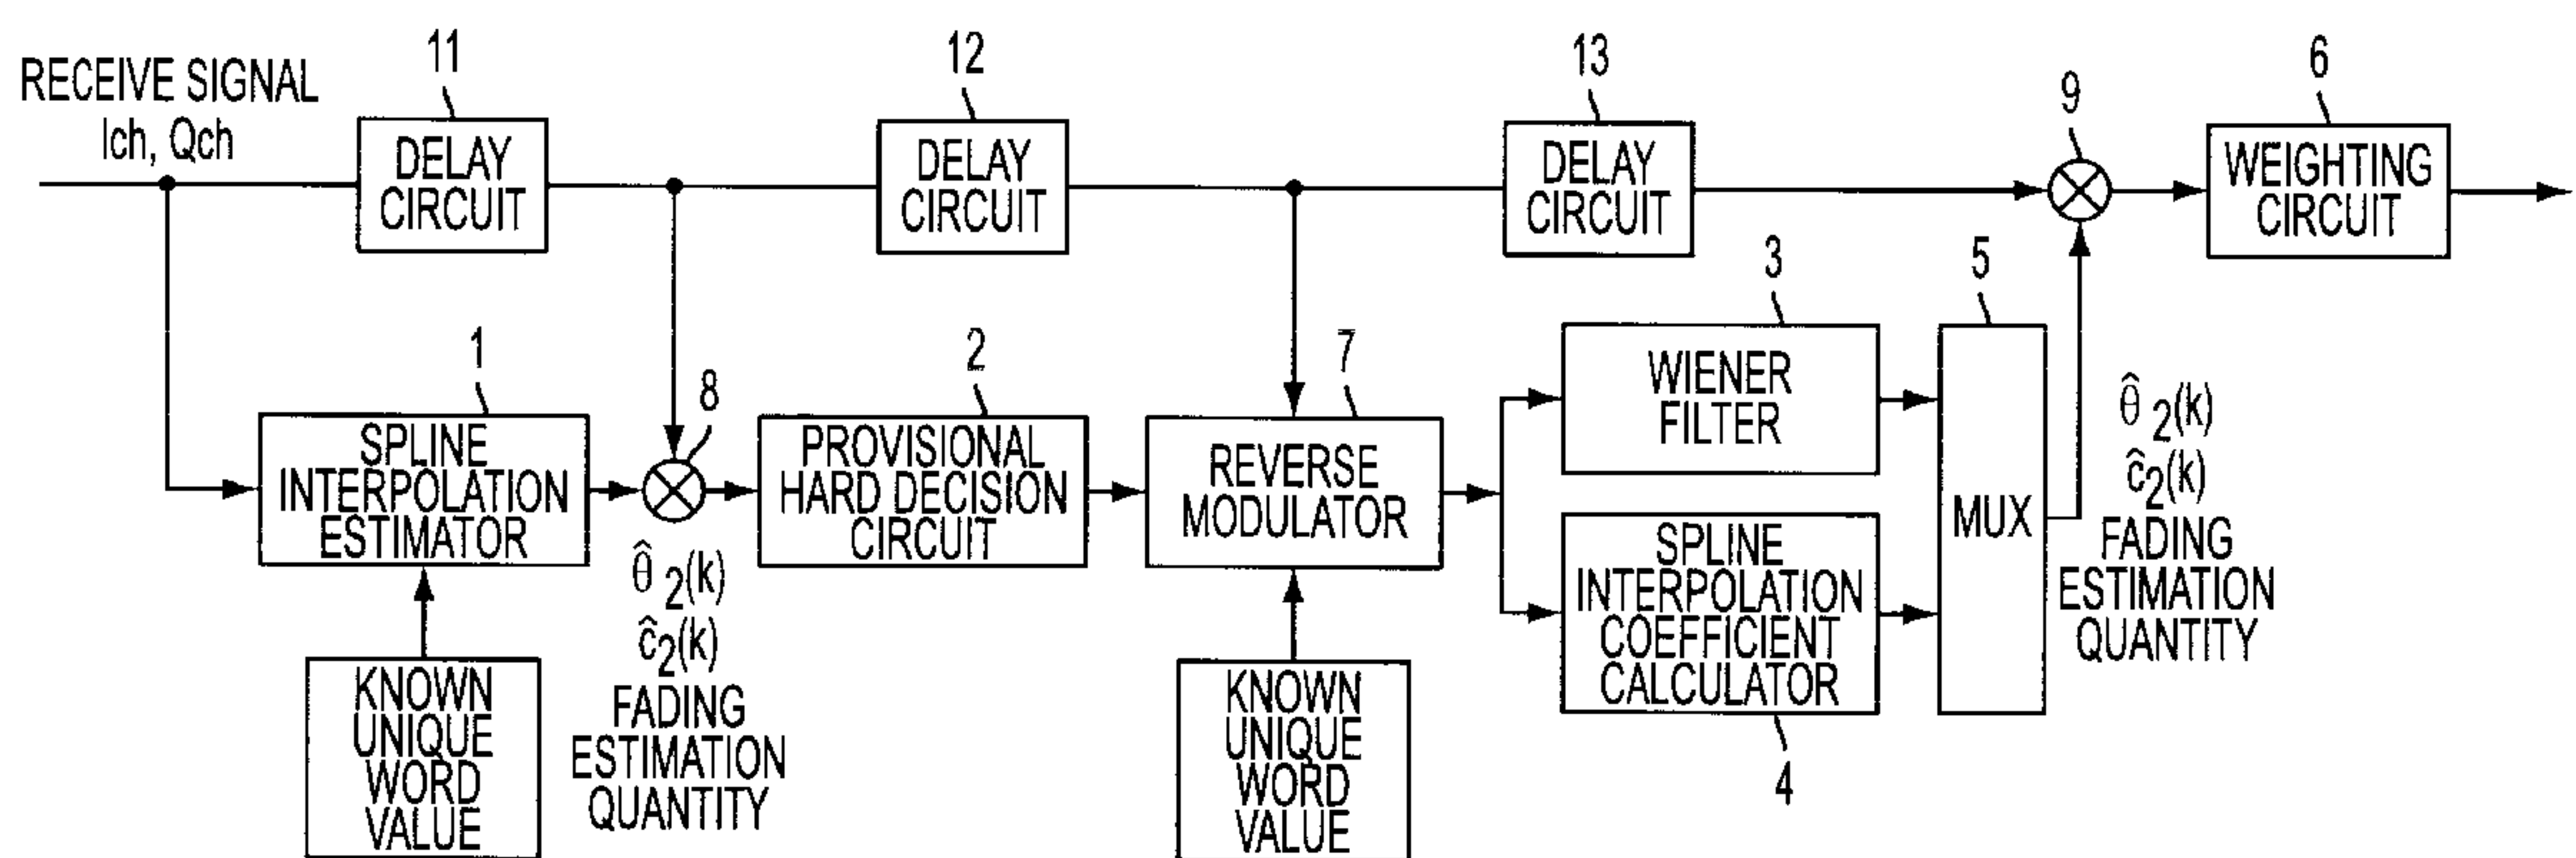 RECEIVE SIGNAL
Ich, Qch
11
DELAY
CIRCUIT
12
DELAY
CIRCUIT
13
DELAY
CIRCUIT
9
6
WEIGHTING
CIRCUIT
1
SPLINE
INTERPOLATION
ESTIMATOR
8
2
PROVISIONAL
HARD DECISION
CIRCUIT
7
REVERSE
MODULATOR
3
WIENER
FILTER
SPLINE
INTERPOLATION
COEFFICIENT
CALCULATOR
4
5
MUX
θ̂ 2(k)
ĉ2(k)
FADING
ESTIMATION
QUANTITY
KNOWN
UNIQUE
WORD
VALUE
θ̂ 2(k)
ĉ2(k)
FADING
ESTIMATION
QUANTITY
KNOWN
UNIQUE
WORD
VALUE